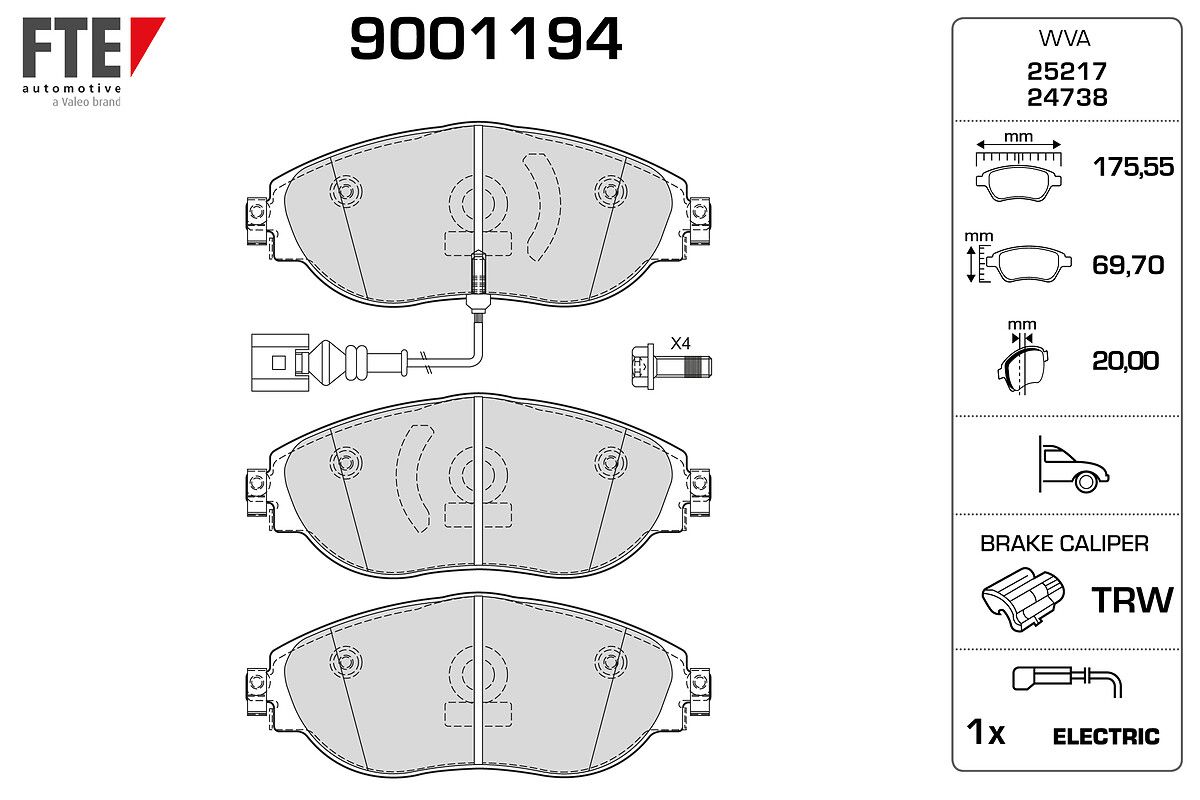 FTE
automotive
a Valeo brand
9001194
X4
WVA
25217
24738
mm
175,55
mm
69,70
mm
20,00
BRAKE CALIPER
TRW
1x ELECTRIC